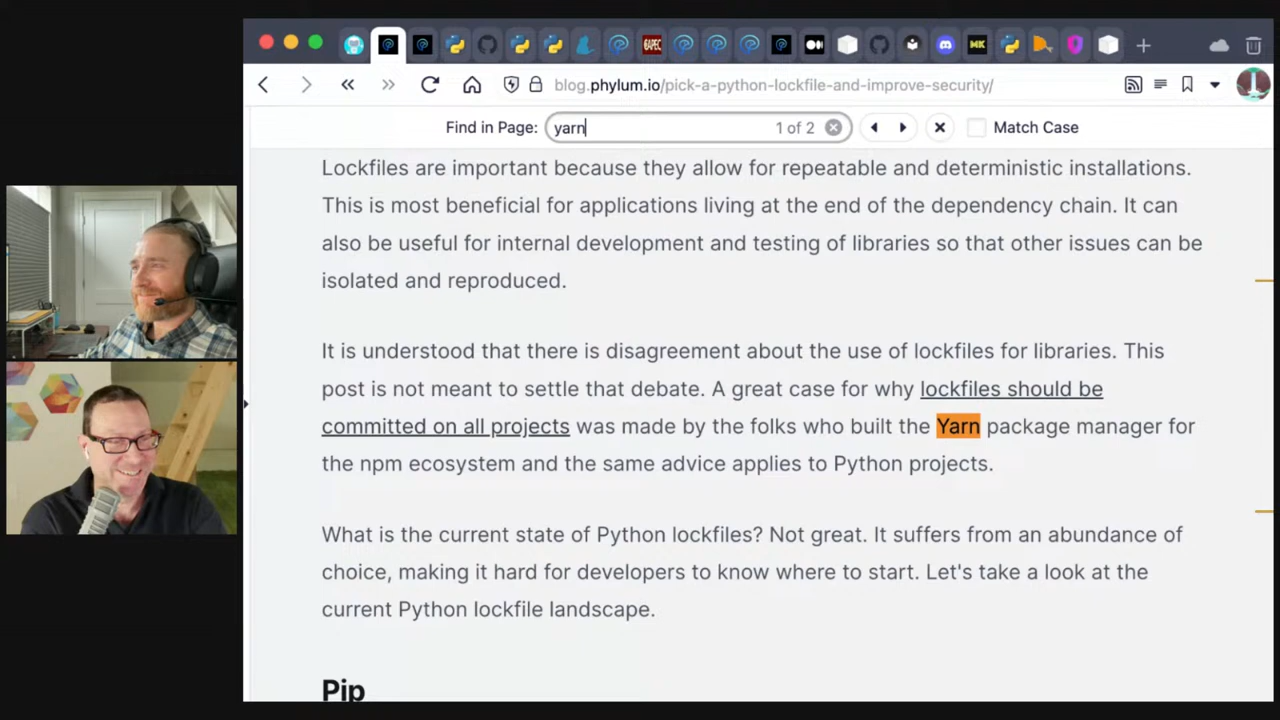 GAPEC
MK
blog.phylum.io/pick-a-python-lockfile-and-improve-security/
Find in Page: yarn 1 of 2 Match Case
Lockfiles are important because they allow for repeatable and deterministic installations.
This is most beneficial for applications living at the end of the dependency chain. It can
also be useful for internal development and testing of libraries so that other issues can be
isolated and reproduced.
It is understood that there is disagreement about the use of lockfiles for libraries. This
post is not meant to settle that debate. A great case for why lockfiles should be
committed on all projects was made by the folks who built the Yarn package manager for
the npm ecosystem and the same advice applies to Python projects.
What is the current state of Python lockfiles? Not great. It suffers from an abundance of
choice, making it hard for developers to know where to start. Let's take a look at the
current Python lockfile landscape.
Pip